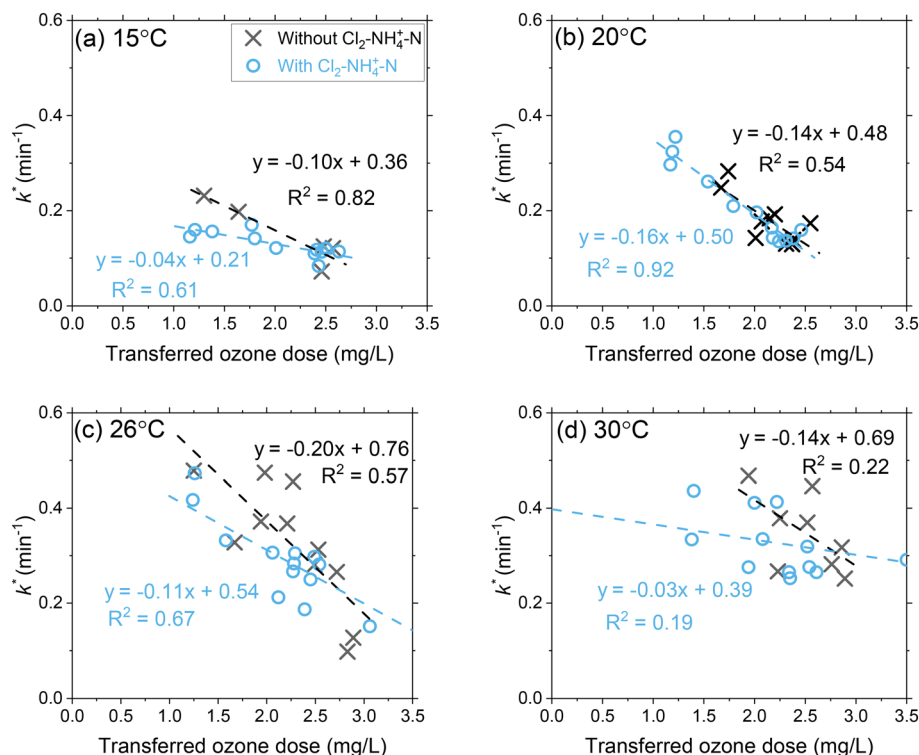 (a) 15°C
Without Cl₂-NH₄⁺-N
With Cl₂-NH₄⁺-N
y = -0.10x + 0.36
R² = 0.82
y = -0.04x + 0.21
R² = 0.61
k* (min⁻¹)
0.6
0.4
0.2
0.0
0.0 0.5 1.0 1.5 2.0 2.5 3.0 3.5
Transferred ozone dose (mg/L)
(b) 20°C
y = -0.14x + 0.48
R² = 0.54
y = -0.16x + 0.50
R² = 0.92
k* (min⁻¹)
0.6
0.4
0.2
0.0
0.0 0.5 1.0 1.5 2.0 2.5 3.0 3.5
Transferred ozone dose (mg/L)
(c) 26°C
y = -0.20x + 0.76
R² = 0.57
y = -0.11x + 0.54
R² = 0.67
k* (min⁻¹)
0.6
0.4
0.2
0.0
0.0 0.5 1.0 1.5 2.0 2.5 3.0 3.5
Transferred ozone dose (mg/L)
(d) 30°C
y = -0.14x + 0.69
R² = 0.22
y = -0.03x + 0.39
R² = 0.19
k* (min⁻¹)
0.6
0.4
0.2
0.0
0.0 0.5 1.0 1.5 2.0 2.5 3.0 3.5
Transferred ozone dose (mg/L)